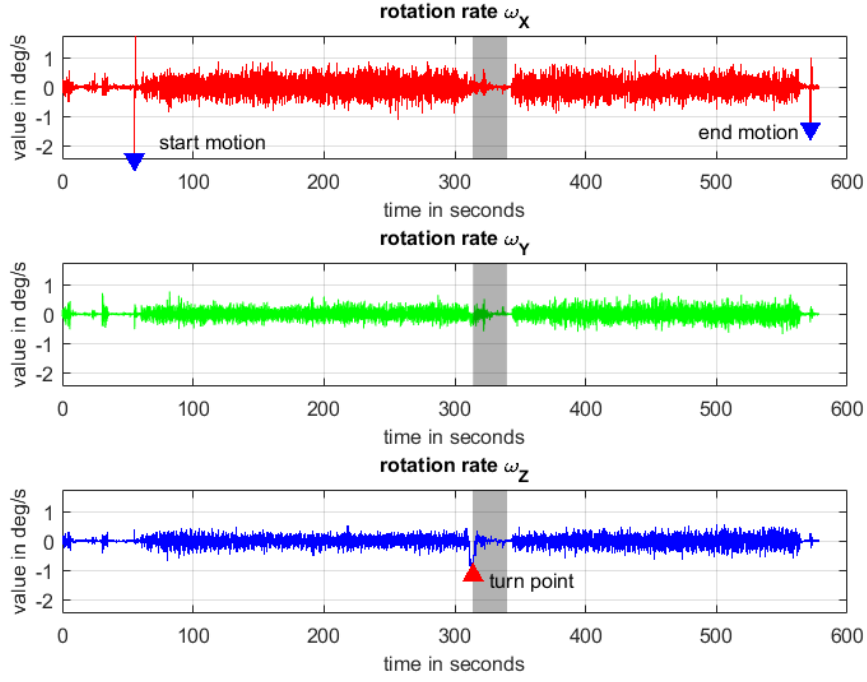 rotation rate ωX
value in deg/s
1
0
-1
-2
start motion
end motion
0 100 200 300 400 500 600
time in seconds
rotation rate ωY
value in deg/s
1
0
-1
-2
0 100 200 300 400 500 600
time in seconds
rotation rate ωZ
value in deg/s
1
0
-1
-2
turn point
0 100 200 300 400 500 600
time in seconds